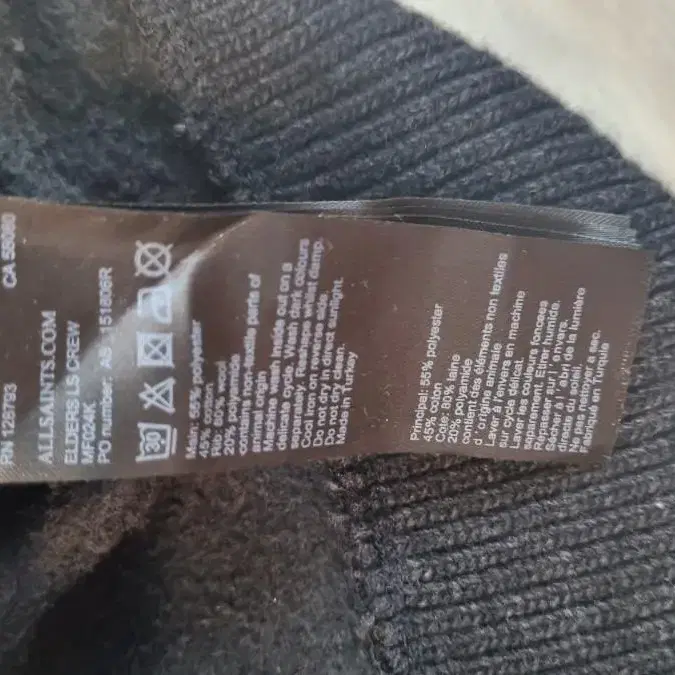 RN 128793 CA 58060
ALLSAINTS.COM
ELDERS LS CREW
MF024K
PO number: AS 151806R
30
Main: 55% polyester
45% cotton
Rib: 80% wool
20% polyamide
contains non-textile parts of
animal origin
Machine wash inside out on a
delicate cycle. Wash dark colours
separately. Reshape whilst damp.
Cool iron on reverse side.
Do not dry in direct sunlight.
Do not dry clean.
Made in Turkey
Principal: 55% polyester
45% coton
Cote: 80% laine
20% polyamide
contient des éléments non textiles
d'origine animale
Laver à l'envers en machine
sur cycle délicat.
Laver les couleurs foncées
séparément. Etirer humide.
Repasser sur l'envers.
Sécher à l'abri de la lumière
directe du soleil.
Ne pas nettoyer a sec.
Fabriqué en Turquie